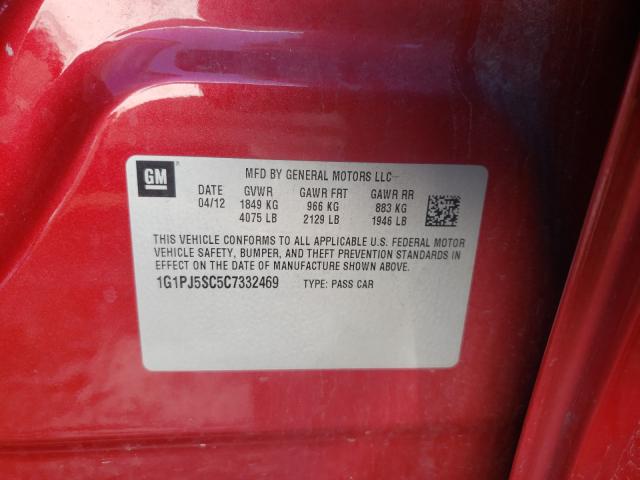 GM
MFD BY GENERAL MOTORS LLC
DATE GVWR GAWR FRT GAWR RR
04/12 1849 KG 966 KG 883 KG
4075 LB 2129 LB 1946 LB
THIS VEHICLE CONFORMS TO ALL APPLICABLE U.S. FEDERAL MOTOR
VEHICLE SAFETY, BUMPER, AND THEFT PREVENTION STANDARDS IN
EFFECT ON THE DATE OF MANUFACTURE SHOWN ABOVE.
1G1PJ5SC5C7332469 TYPE: PASS CAR